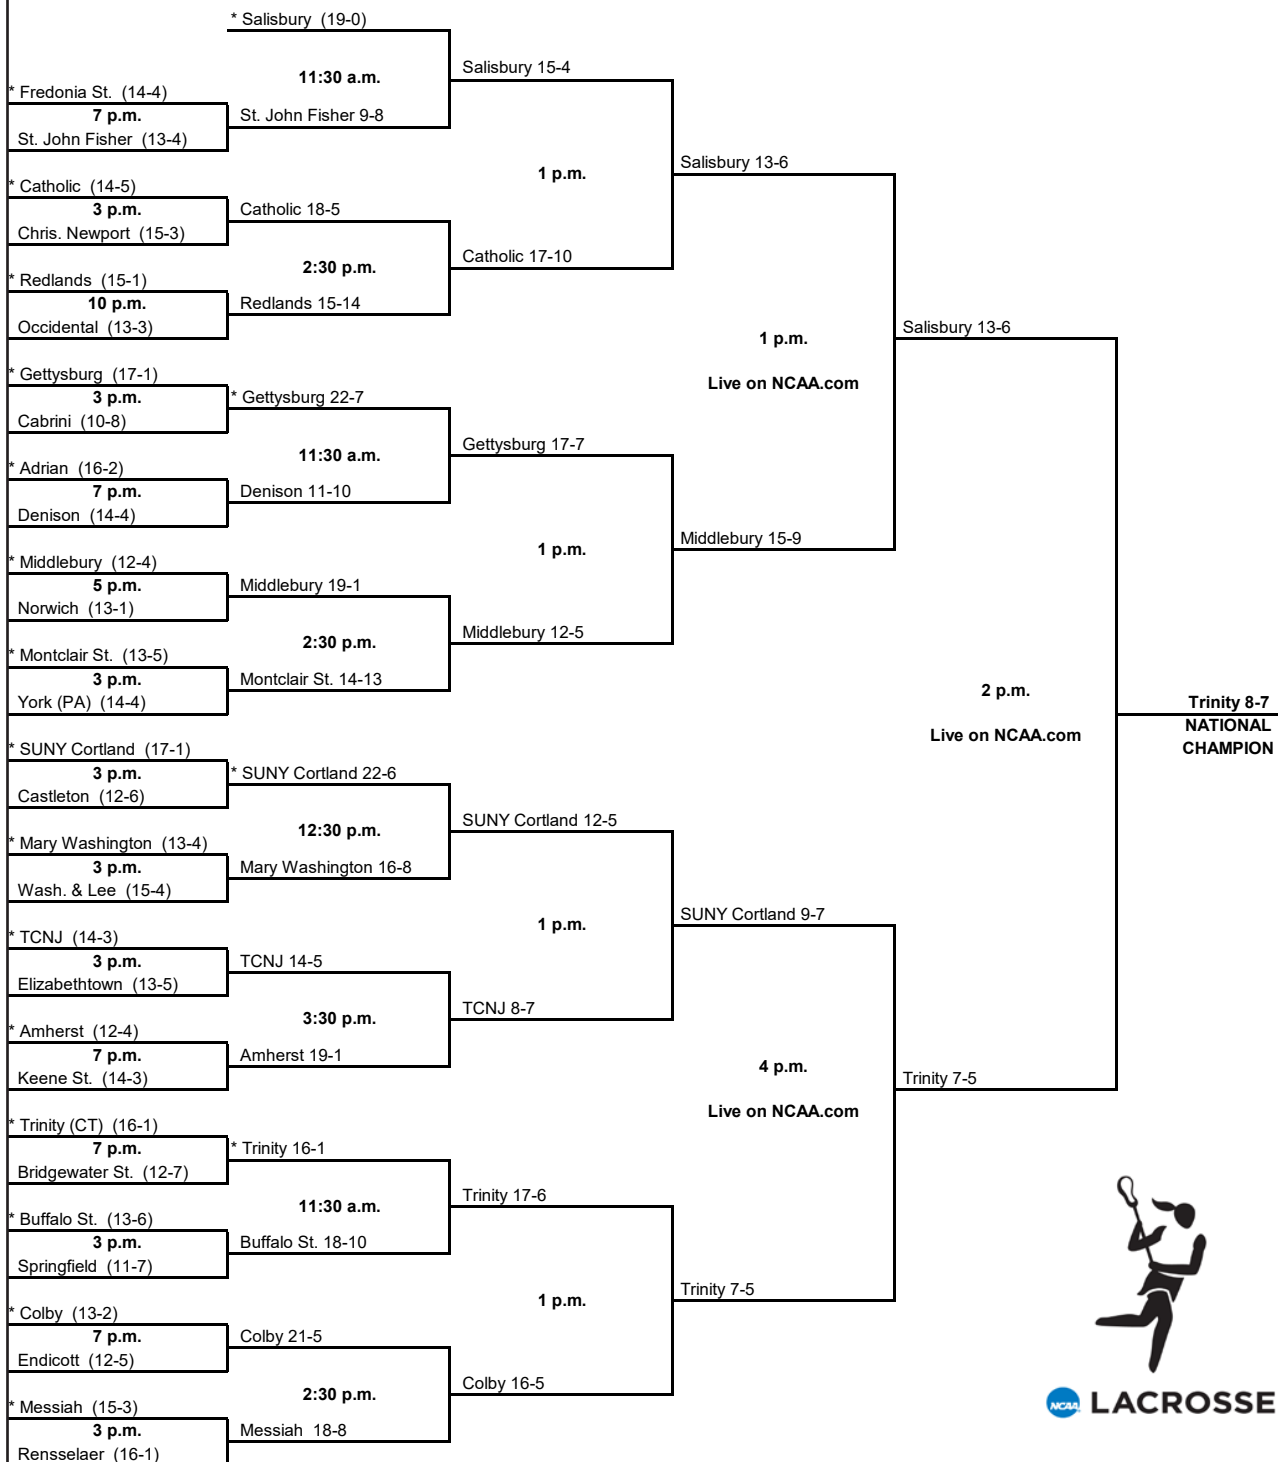 * Salisbury (19-0)
11:30 a.m.
Salisbury 15-4
* Fredonia St. (14-4)
7 p.m.
St. John Fisher 9-8
St. John Fisher (13-4)
Salisbury 13-6
1 p.m.
* Catholic (14-5)
3 p.m.
Catholic 18-5
Chris. Newport (15-3)
2:30 p.m.
Catholic 17-10
* Redlands (15-1)
10 p.m.
Redlands 15-14
Occidental (13-3)
Salisbury 13-6
1 p.m.
Live on NCAA.com
* Gettysburg (17-1)
3 p.m.
* Gettysburg 22-7
Cabrini (10-8)
Gettysburg 17-7
11:30 a.m.
* Adrian (16-2)
7 p.m.
Denison 11-10
Denison (14-4)
Middlebury 15-9
1 p.m.
* Middlebury (12-4)
5 p.m.
Middlebury 19-1
Norwich (13-1)
Middlebury 12-5
2:30 p.m.
* Montclair St. (13-5)
3 p.m.
Montclair St. 14-13
York (PA) (14-4)
2 p.m.
Live on NCAA.com
Trinity 8-7
NATIONAL
CHAMPION
* SUNY Cortland (17-1)
3 p.m.
* SUNY Cortland 22-6
Castleton (12-6)
12:30 p.m.
SUNY Cortland 12-5
* Mary Washington (13-4)
3 p.m.
Mary Washington 16-8
Wash. & Lee (15-4)
SUNY Cortland 9-7
1 p.m.
* TCNJ (14-3)
3 p.m.
TCNJ 14-5
Elizabethtown (13-5)
3:30 p.m.
TCNJ 8-7
* Amherst (12-4)
7 p.m.
Amherst 19-1
Keene St. (14-3)
4 p.m.
Live on NCAA.com
Trinity 7-5
* Trinity (CT) (16-1)
7 p.m.
* Trinity 16-1
Bridgewater St. (12-7)
Trinity 17-6
11:30 a.m.
* Buffalo St. (13-6)
3 p.m.
Buffalo St. 18-10
Springfield (11-7)
Trinity 7-5
1 p.m.
* Colby (13-2)
7 p.m.
Colby 21-5
Endicott (12-5)
Colby 16-5
2:30 p.m.
* Messiah (15-3)
3 p.m.
Messiah 18-8
Rensselaer (16-1)
NCAA LACROSSE